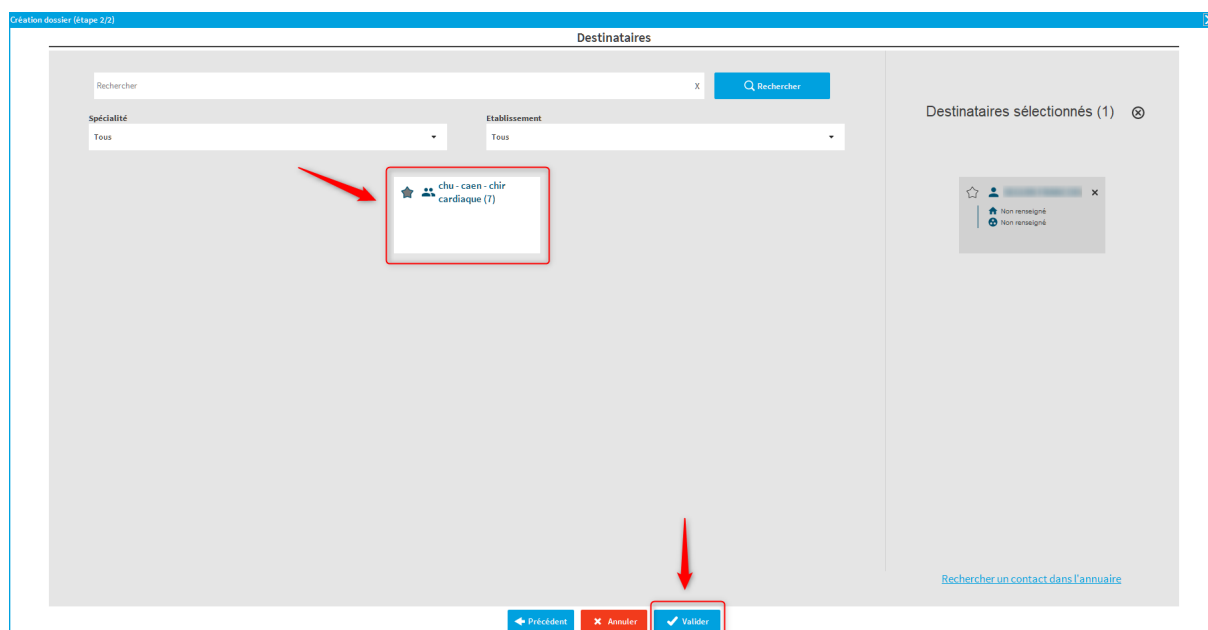 Création dossier (étape 2/2)
Destinataires
Rechercher
X
Rechercher
Spécialité
Etablissement
Tous
Tous
chu - caen - chir
cardiaque (7)
Destinataires sélectionnés (1)
Non renseigné
Non renseigné
Rechercher un contact dans l'annuaire
Précédent
Annuler
Valider